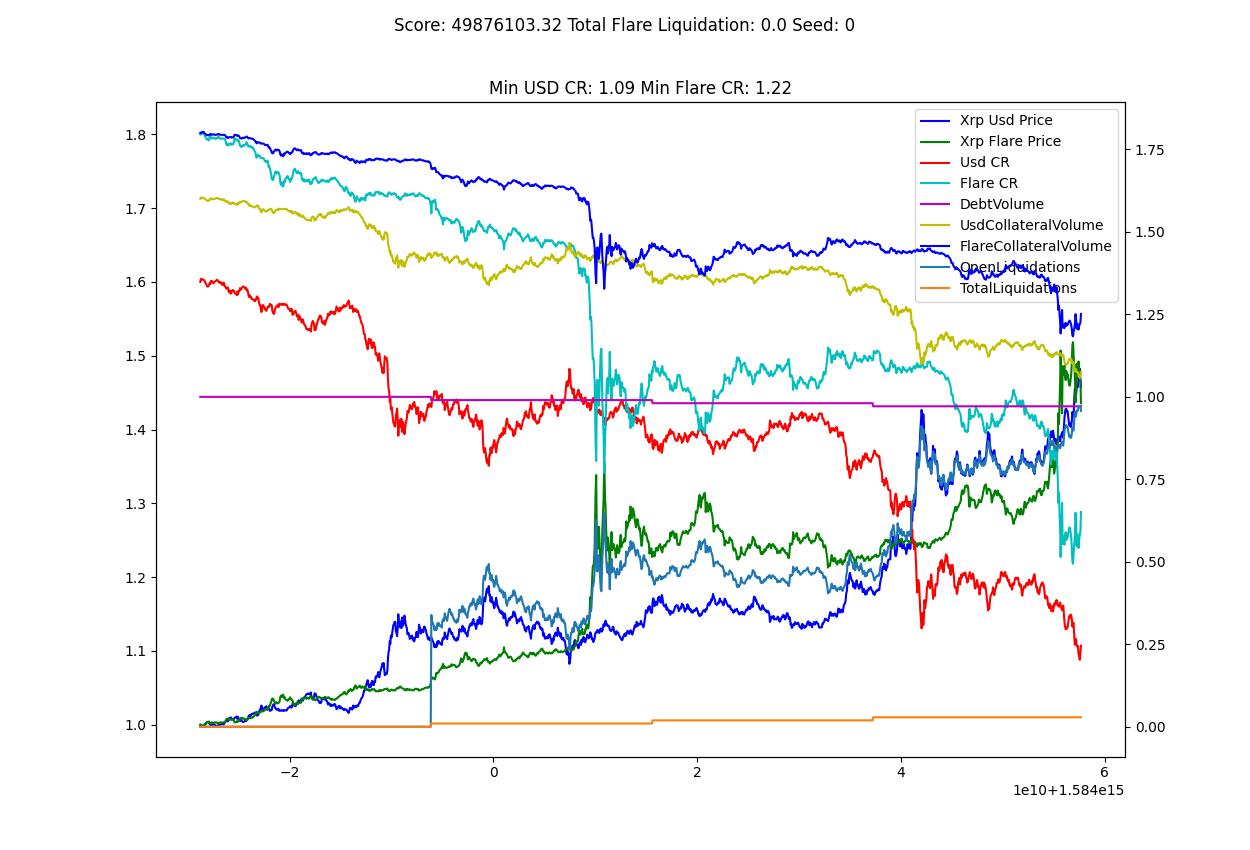 Score: 49876103.32 Total Flare Liquidation: 0.0 Seed: 0
Min USD CR: 1.09 Min Flare CR: 1.22
Xrp Usd Price
Xrp Flare Price
Usd CR
Flare CR
DebtVolume
UsdCollateralVolume
FlareCollateralVolume
OpenLiquidations
TotalLiquidations
1.8
1.7
1.6
1.5
1.4
1.3
1.2
1.1
1.0
1.75
1.50
1.25
1.00
0.75
0.50
0.25
0.00
−2
0
2
4
6
1e10+1.584e15